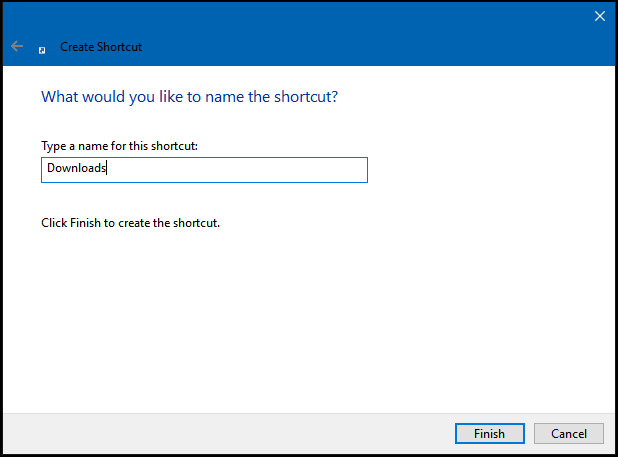 Create Shortcut
What would you like to name the shortcut?
Type a name for this shortcut:
Downloads
Click Finish to create the shortcut.
Finish
Cancel